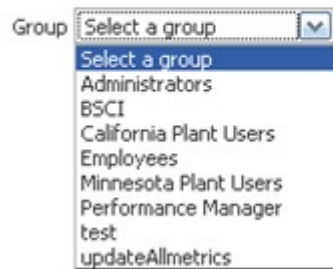 Group Select a group
Select a group
Administrators
BSCI
California Plant Users
Employees
Minnesota Plant Users
Performance Manager
test
updateAllmetrics